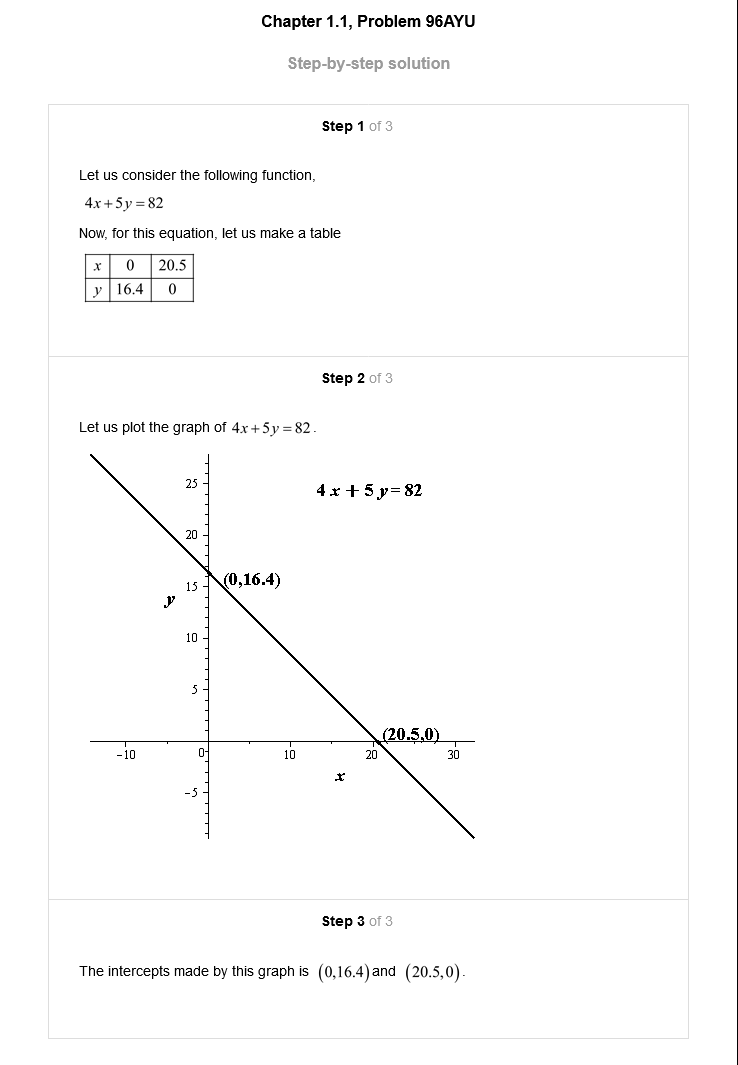 Chapter 1.1, Problem 96AYU
Step-by-step solution
Step 1 of 3
Let us consider the following function,
4x+5y=82
Now, for this equation, let us make a table
x 0 20.5
y 16.4 0
Step 2 of 3
Let us plot the graph of 4x+5y=82.
25
4 x + 5 y= 82
20
(0,16.4)
15
y
10
5
(20.5,0)
-10 0 10 20 30
x
-5
Step 3 of 3
The intercepts made by this graph is (0,16.4) and (20.5,0).